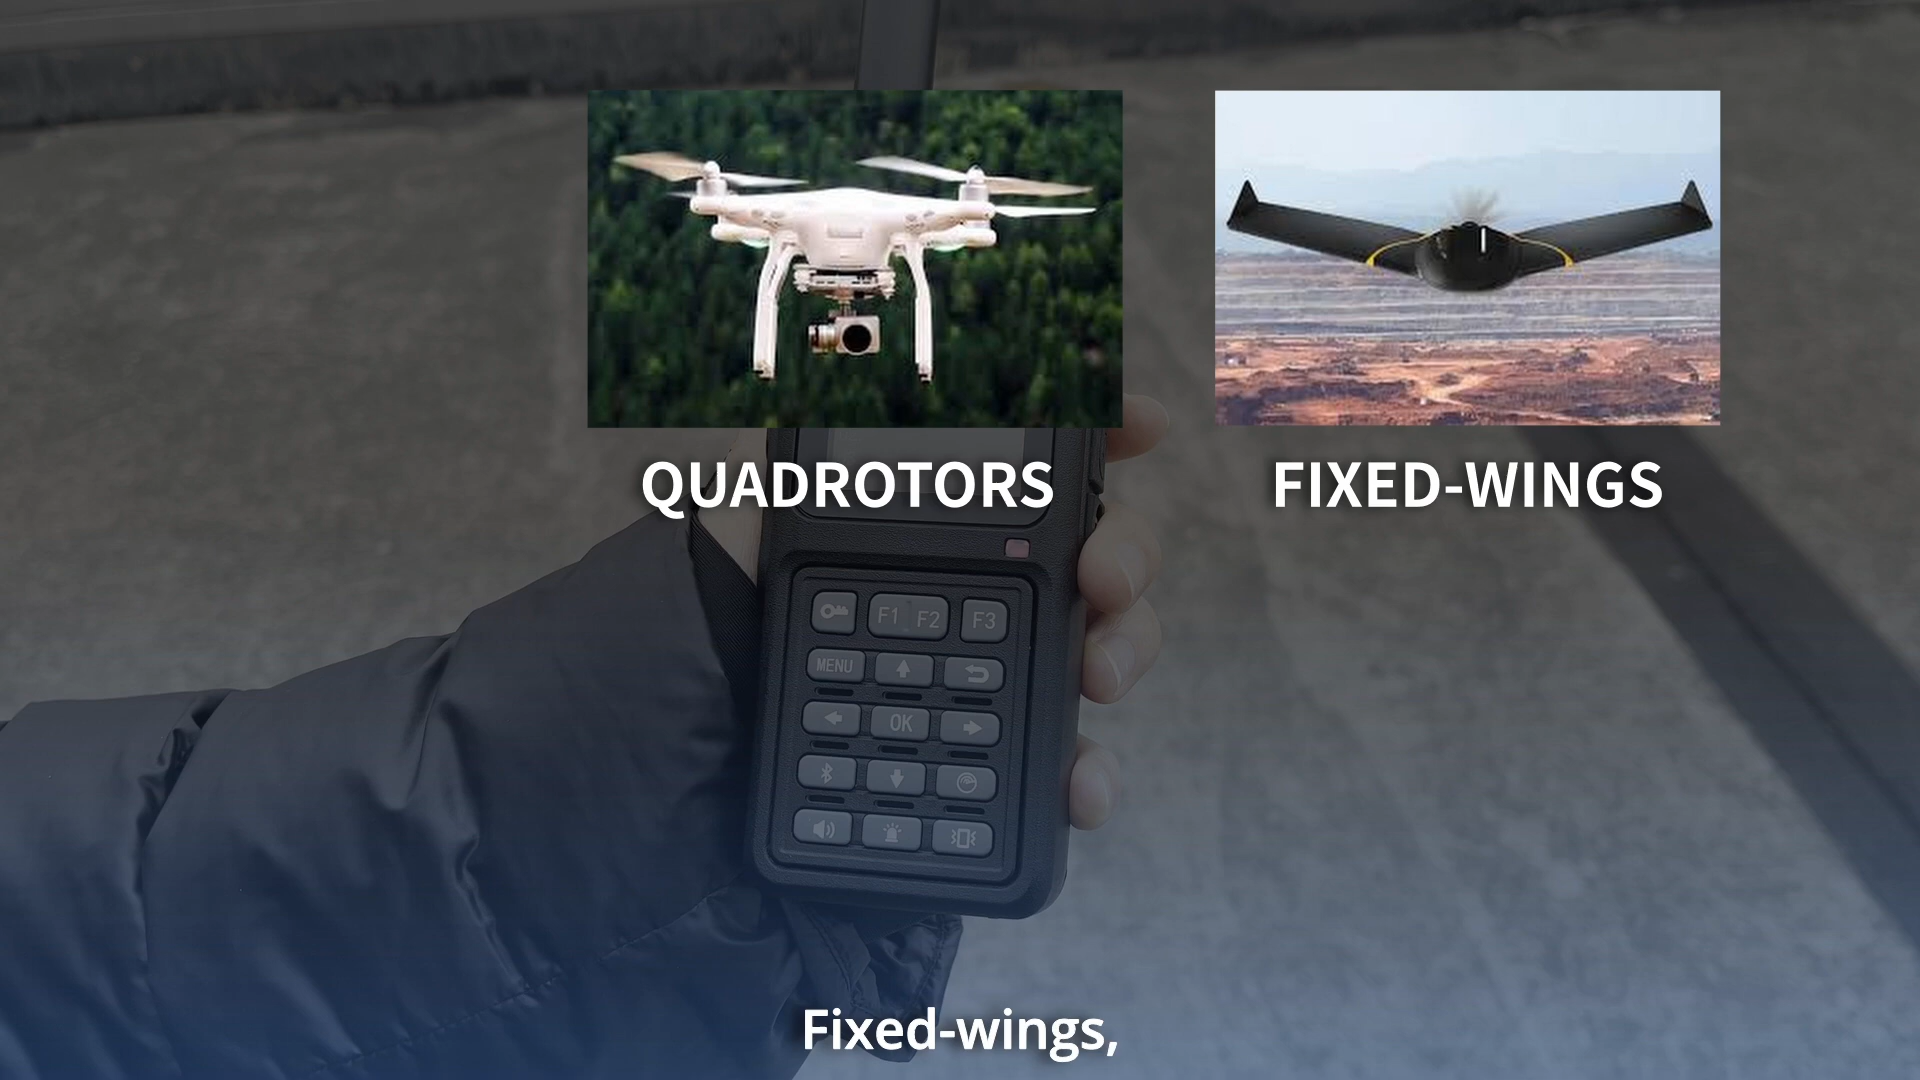 QUADROTORS
FIXED-WINGS
F1 F2 F3
MENU
OK
Fixed-wings,